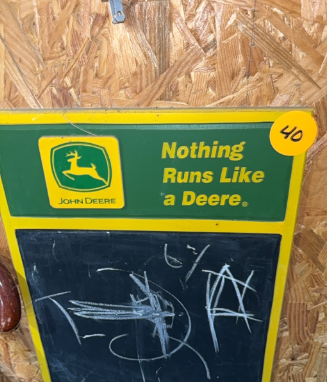 40
JOHN DEERE
Nothing
Runs Like
a Deere®